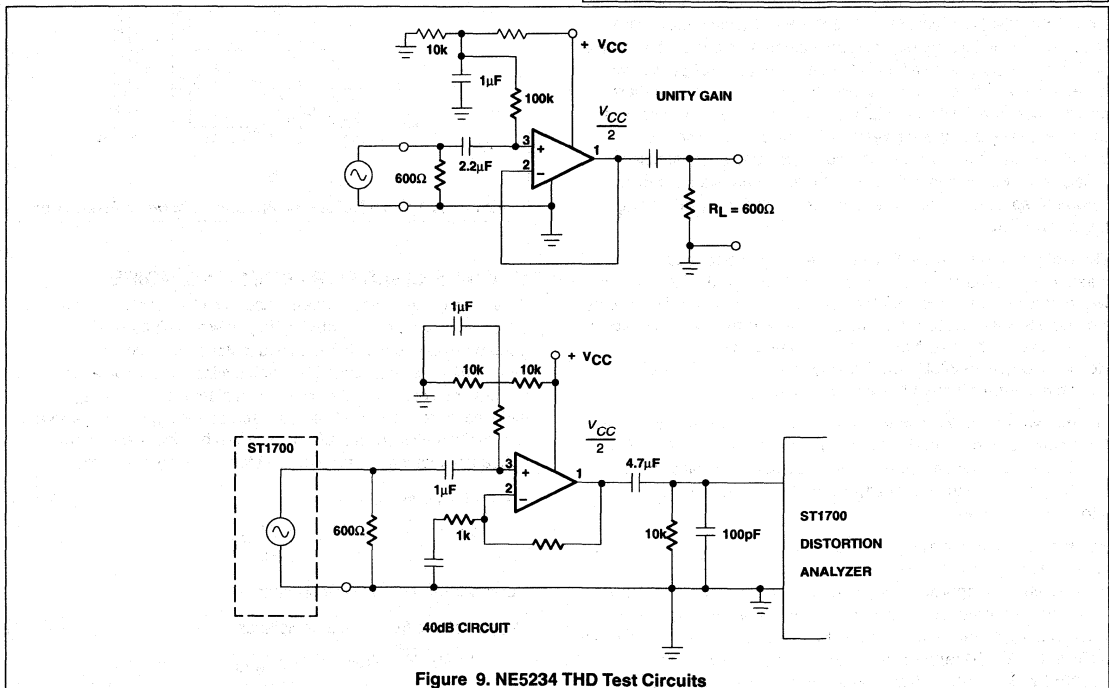 10k
+ VCC
1µF
100k
UNITY GAIN
VCC
2
3
+
1
2
−
2.2µF
600Ω
RL = 600Ω
1µF
+ VCC
10k
10k
VCC
2
ST1700
4.7µF
3
+
1
1µF
2
−
600Ω
1k
10k
100pF
ST1700
DISTORTION
ANALYZER
40dB CIRCUIT
Figure 9. NE5234 THD Test Circuits